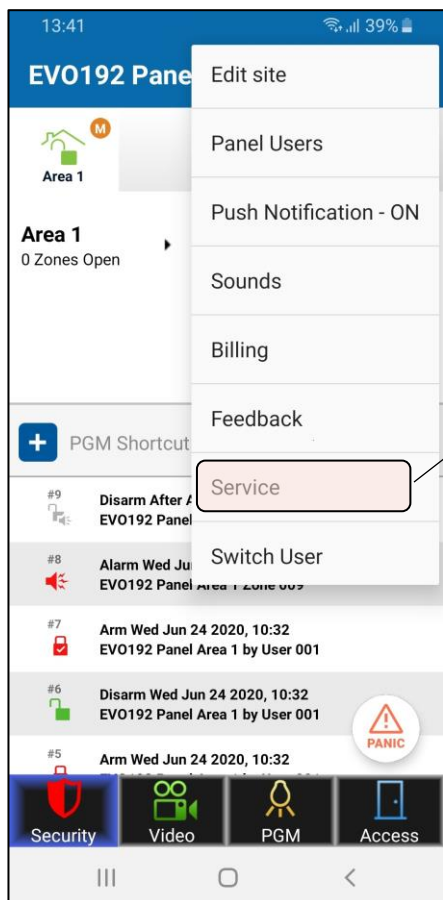 13:41
39%
EVO192 Pane
Edit site
Panel Users
Push Notification - ON
Sounds
Billing
Feedback
Service
Switch User
M
Area 1
Area 1
0 Zones Open
PGM Shortcut
#9
Disarm After A
EVO192 Panel
#8
Alarm Wed Ju
EVO192 Panel Area 1 Zone 009
#7
Arm Wed Jun 24 2020, 10:32
EVO192 Panel Area 1 by User 001
#6
Disarm Wed Jun 24 2020, 10:32
EVO192 Panel Area 1 by User 001
#5
Arm Wed Jun 24 2020, 10:32
PANIC
Security Video PGM Access